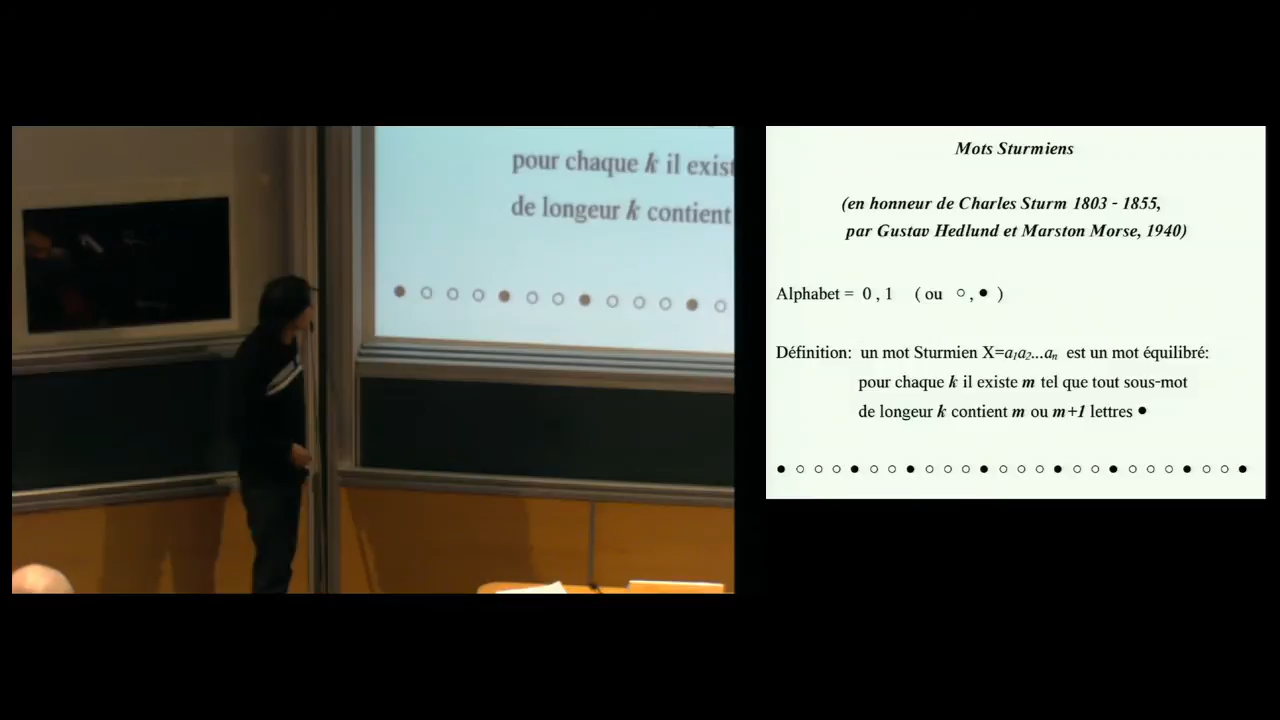 pour chaque k il exist
de longeur k contient
Mots Sturmiens
(en honneur de Charles Sturm 1803 - 1855,
par Gustav Hedlund et Marston Morse, 1940)
Alphabet = 0 , 1 ( ou ○ , ● )
Définition: un mot Sturmien X=a₁a₂...aₙ est un mot équilibré:
pour chaque k il existe m tel que tout sous-mot
de longeur k contient m ou m+1 lettres ●